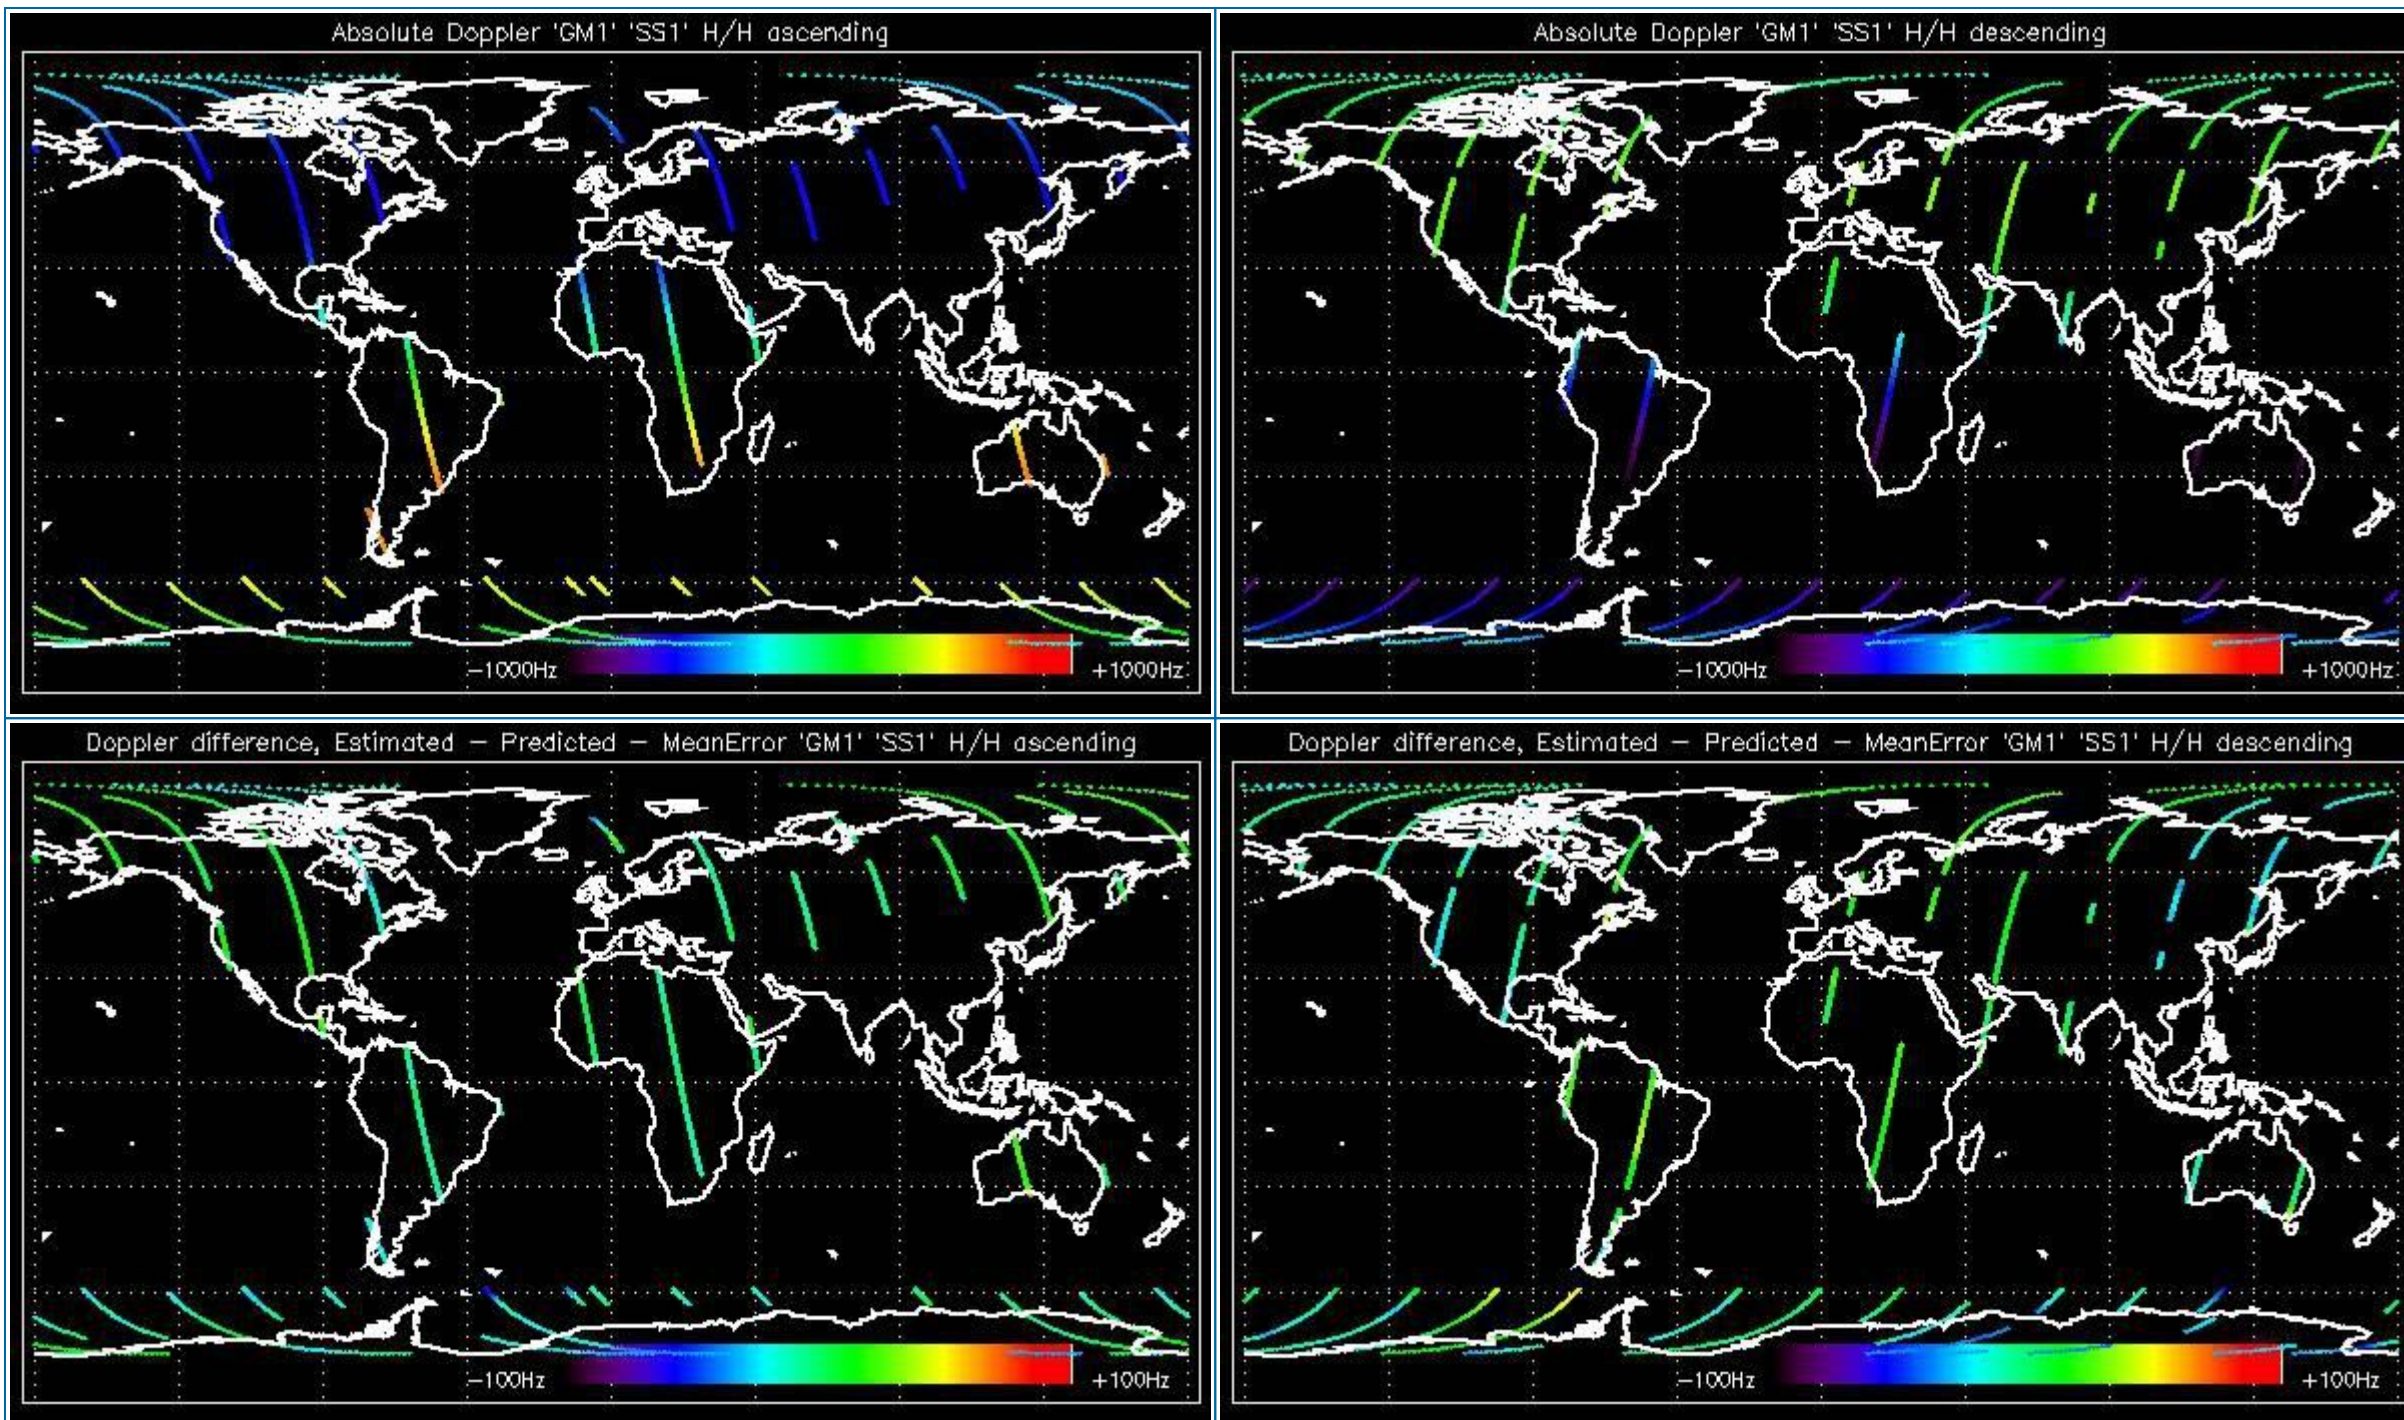 Absolute Doppler 'GM1' 'SS1' H/H ascending
−1000Hz
+1000Hz
Absolute Doppler 'GM1' 'SS1' H/H descending
−1000Hz
+1000Hz
Doppler difference, Estimated − Predicted − MeanError 'GM1' 'SS1' H/H ascending
−100Hz
+100Hz
Doppler difference, Estimated − Predicted − MeanError 'GM1' 'SS1' H/H descending
−100Hz
+100Hz